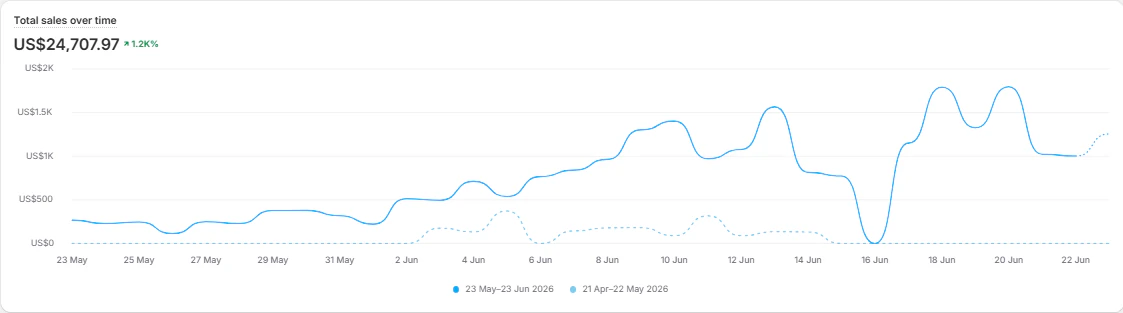 Total sales over time
US$24,707.97 ↗ 1.2K%
US$2K
US$1.5K
US$1K
US$500
US$0
23 May 25 May 27 May 29 May 31 May 2 Jun 4 Jun 6 Jun 8 Jun 10 Jun 12 Jun 14 Jun 16 Jun 18 Jun 20 Jun 22 Jun
23 May–23 Jun 2026 21 Apr–22 May 2026